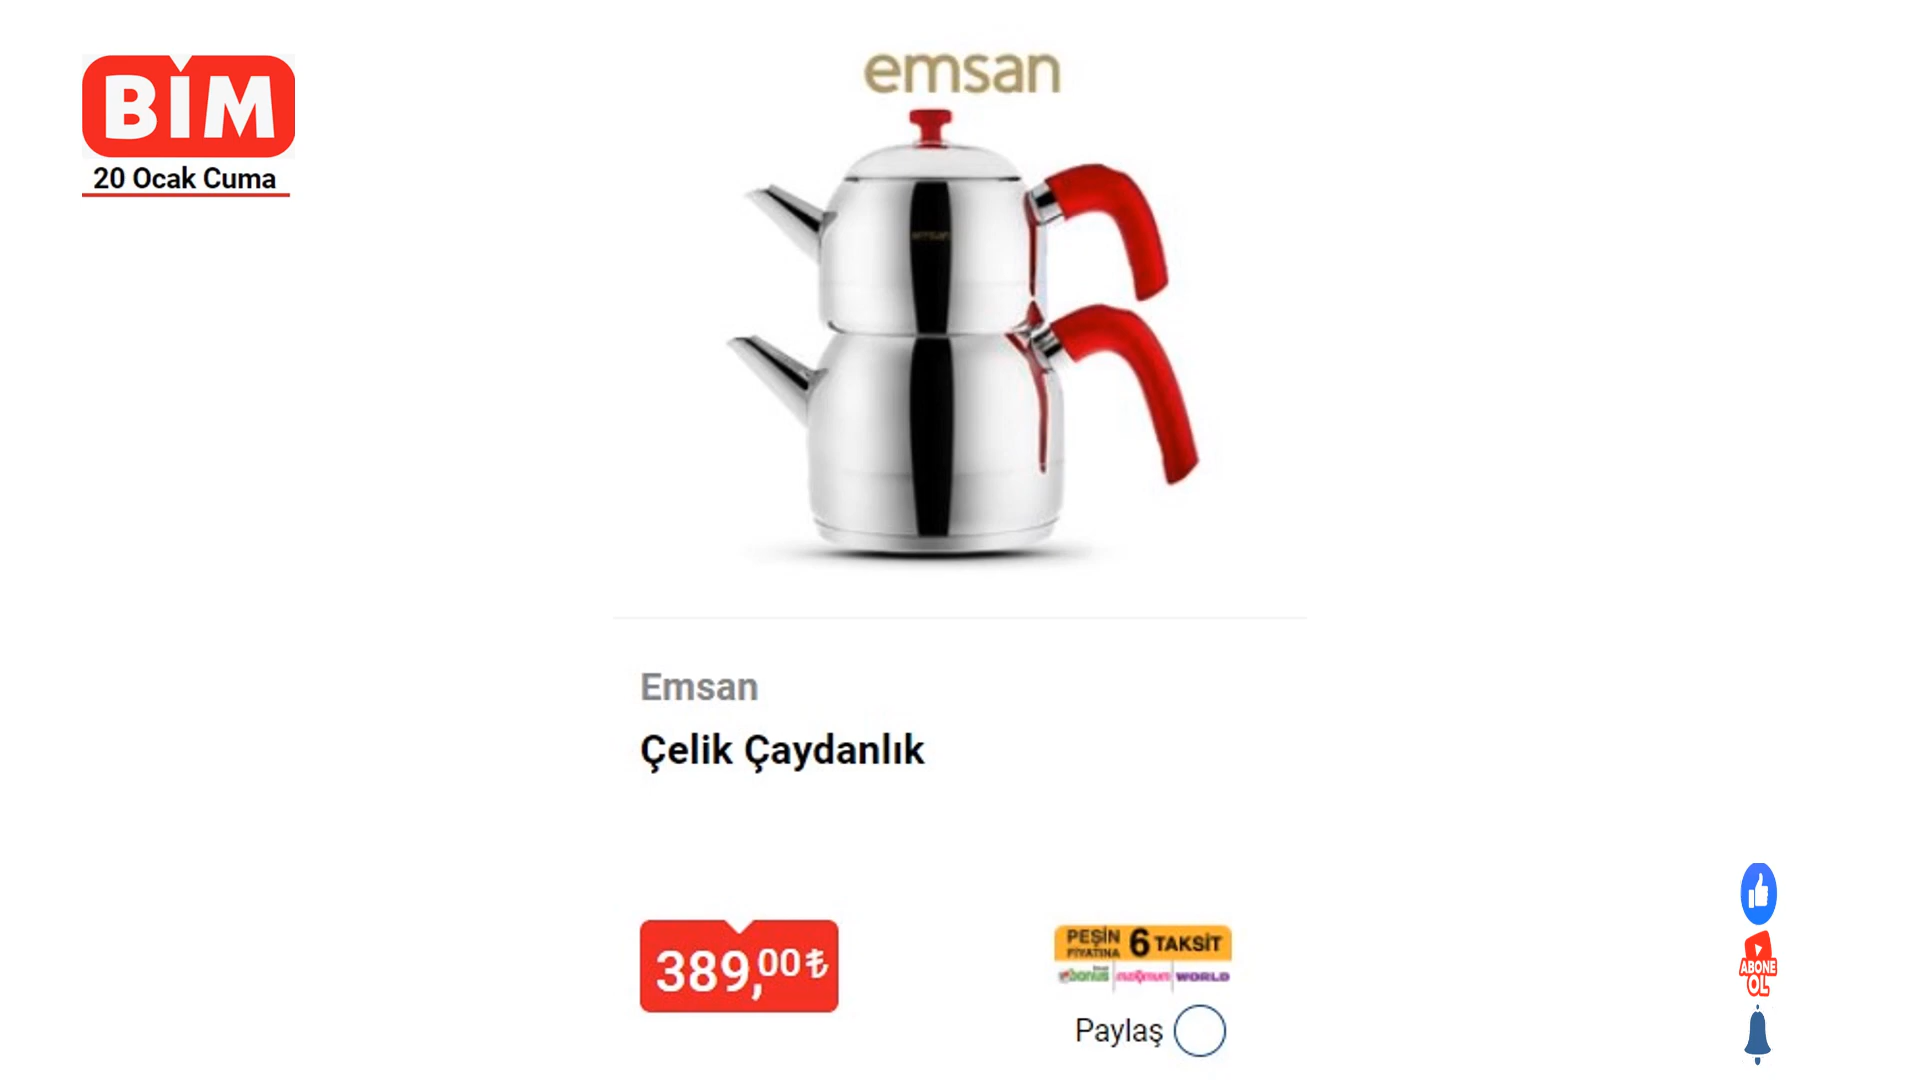 BİM
20 Ocak Cuma
emsan
emsan
Emsan
Çelik Çaydanlık
389,00₺
PEŞİN FİYATINA 6 TAKSİT
bonus maximum WORLD
Paylaş
ABONE OL